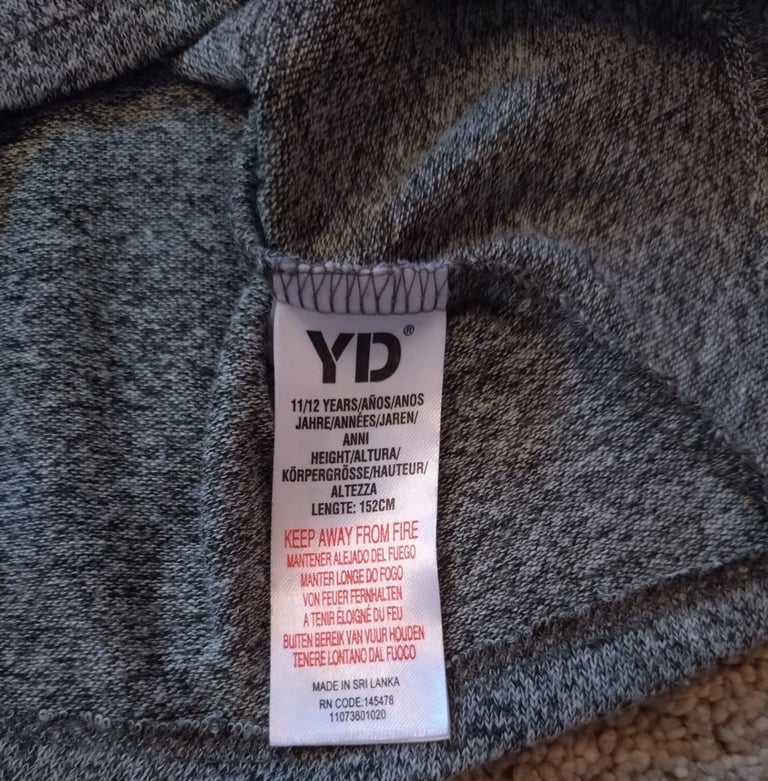 YD®
11/12 YEARS/AÑOS/ANOS
JAHRE/ANNÉES/JAREN/
ANNI
HEIGHT/ALTURA/
KÖRPERGRÖSSE/HAUTEUR/
ALTEZZA
LENGTE: 152CM
KEEP AWAY FROM FIRE
MANTENER ALEJADO DEL FUEGO
MANTER LONGE DO FOGO
VON FEUER FERNHALTEN
A TENIR ÉLOIGNÉ DU FEU
BUITEN BEREIK VAN VUUR HOUDEN
TENERE LONTANO DAL FUOCO
MADE IN SRI LANKA
RN CODE:145478
11073801020